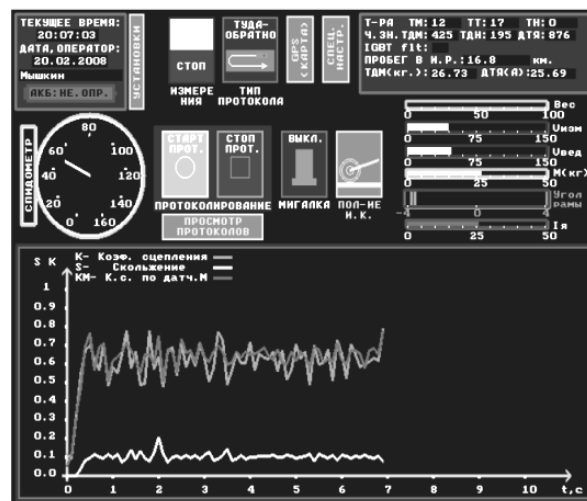 ТЕКУЩЕЕ ВРЕМЯ:
20:07:03
ДАТА,ОПЕРАТОР:
20.02.2008
Мышкин
АКБ:НЕ.ОПР.
УСТАНОВКИ
СТОП
ИЗМЕРЕ
НИЯ
ТУДА-
ОБРАТНО
ТИП
ПРОТОКОЛА
GPS
(КАРТА)
СПЕЦ.
НАСТР.
Т-РА ТМ:12 ТТ:17 ТН:0
Ч.ЗН.ТДМ:425 ТДН:195 ДТЯ:876
IGBT flt:
ПРОБЕГ В И.Р.:16.8 км.
ТДМ(кг.):26.73 ДТЯ(А):25.69
СПИДОМЕТР
80
60 100
40 120
20 140
0 160
СТАРТ
ПРОТ.
СТОП
ПРОТ.
ПРОТОКОЛИРОВАНИЕ
ПРОСМОТР
ПРОТОКОЛОВ
ВЫКЛ.
МИГАЛКА
ПОЛ-ИЕ
И.К.
Вес
0 50 100
Vизм
0 75 150
Vвед
0 75 150
М(кг)
0 25 50
Угол
рамы
-4 0 4
Iя
0 25 50
S K
К- Коэф. сцепления
S- Скольжение
КМ- К.с. по датч.М
1
0.9
0.8
0.7
0.6
0.5
0.4
0.3
0.2
0.1
0.0
0 1 2 3 4 5 6 7 8 9 10 t,с